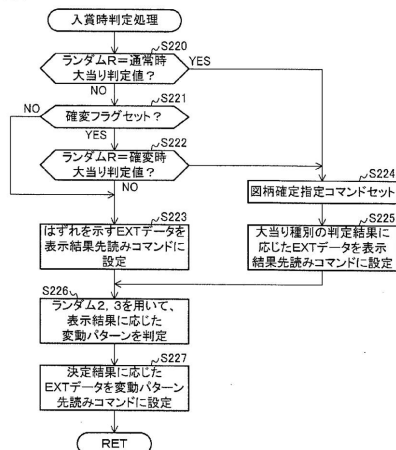 入賞時判定処理
S220
ランダムR=通常時
大当り判定値?
YES
NO
S221
NO
確変フラグセット?
YES
S222
ランダムR=確変時
大当り判定値?
NO
S224
図柄確定指定コマンドセット
S223
はずれを示すEXTデータを
表示結果先読みコマンドに
設定
S225
大当り種別の判定結果に
応じたEXTデータを表示
結果先読みコマンドに設定
S226
ランダム2, 3を用いて、
表示結果に応じた
変動パターンを判定
S227
決定結果に応じた
EXTデータを変動パターン
先読みコマンドに設定
RET